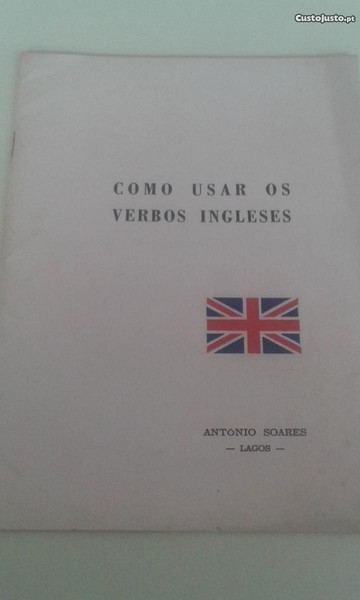 CustoJusto.pt
COMO USAR OS
VERBOS INGLESES
ANTÓNIO SOARES
— LAGOS —